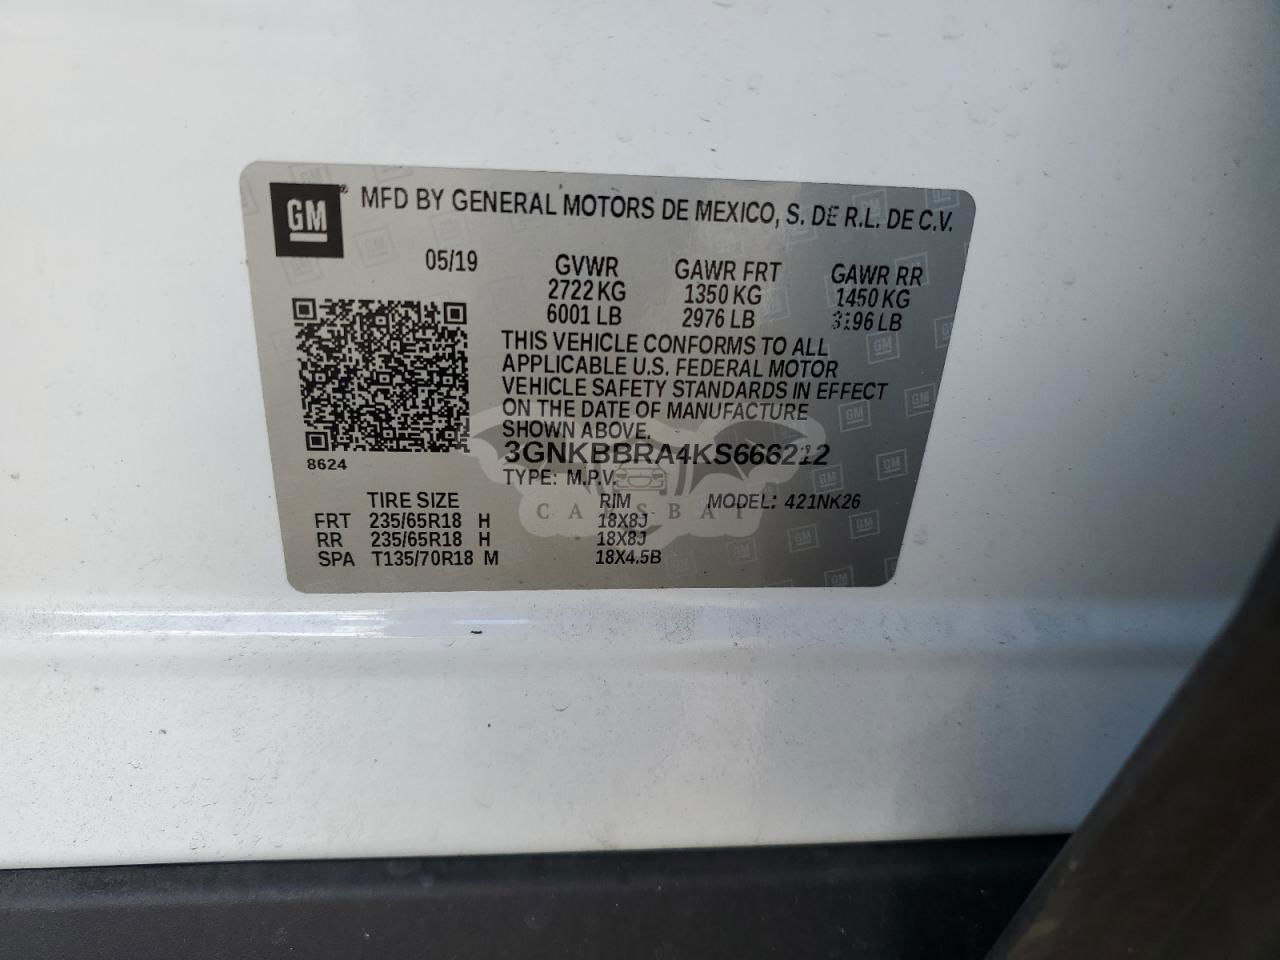 GM ® MFD BY GENERAL MOTORS DE MEXICO, S. DE R.L. DE C.V.
05/19 GVWR GAWR FRT GAWR RR
2722 KG 1350 KG 1450 KG
6001 LB 2976 LB 3196 LB
THIS VEHICLE CONFORMS TO ALL
APPLICABLE U.S. FEDERAL MOTOR
VEHICLE SAFETY STANDARDS IN EFFECT
ON THE DATE OF MANUFACTURE
SHOWN ABOVE.
3GNKBBRA4KS666212
8624
TYPE: M.P.V.
TIRE SIZE RIM MODEL: 421NK26
CARSBAT
FRT 235/65R18 H 18X8J
RR 235/65R18 H 18X8J
SPA T135/70R18 M 18X4.5B